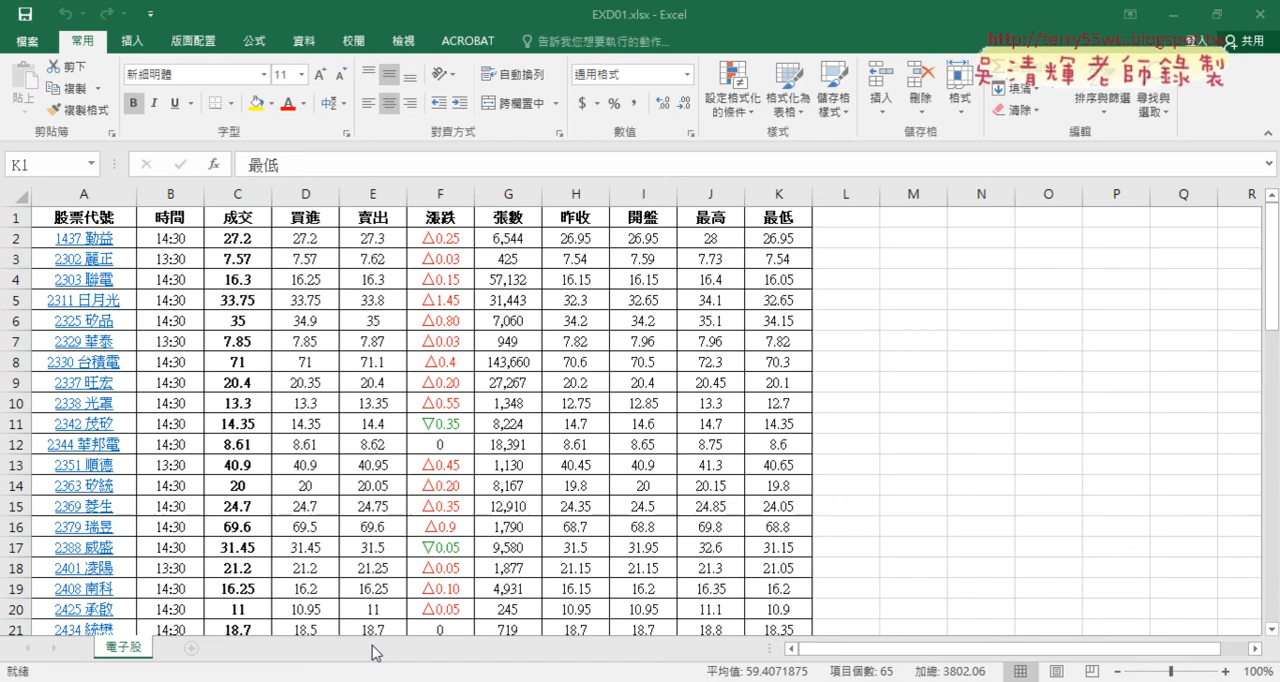 EXD01.xlsx - Excel
檔案 常用 插入 版面配置 公式 資料 校閱 檢視 ACROBAT 告訴我您想要執行的動作... 登入 共用
http://terry55wu.blogspot.tw
吳清輝老師錄製
貼上 剪下 複製 複製格式
新細明體 11 自動換列 通用格式
B I U 中 跨欄置中 $ % ,
設定格式化的條件 格式化為表格 儲存格樣式 插入 刪除 格式 填滿 清除 排序與篩選 尋找與選取
剪貼簿 字型 對齊方式 數值 樣式 儲存格 編輯
K1 fx 最低
A B C D E F G H I J K L M N O P Q R
1 股票代號 時間 成交 買進 賣出 漲跌 張數 昨收 開盤 最高 最低
2 1437 勤益 14:30 27.2 27.2 27.3 △0.25 6,544 26.95 26.95 28 26.95
3 2302 麗正 13:30 7.57 7.57 7.62 △0.03 425 7.54 7.59 7.73 7.54
4 2303 聯電 14:30 16.3 16.25 16.3 △0.15 57,132 16.15 16.15 16.4 16.05
5 2311 日月光 14:30 33.75 33.75 33.8 △1.45 31,443 32.3 32.65 34.1 32.65
6 2325 矽品 14:30 35 34.9 35 △0.80 7,060 34.2 34.2 35.1 34.15
7 2329 華泰 13:30 7.85 7.85 7.87 △0.03 949 7.82 7.96 7.96 7.82
8 2330 台積電 14:30 71 71 71.1 △0.4 143,660 70.6 70.5 72.3 70.3
9 2337 旺宏 14:30 20.4 20.35 20.4 △0.20 27,267 20.2 20.4 20.45 20.1
10 2338 光罩 14:30 13.3 13.3 13.35 △0.55 1,348 12.75 12.85 13.3 12.7
11 2342 茂矽 14:30 14.35 14.35 14.4 ▽0.35 8,224 14.7 14.6 14.7 14.35
12 2344 華邦電 14:30 8.61 8.61 8.62 0 18,391 8.61 8.65 8.75 8.6
13 2351 順德 13:30 40.9 40.9 40.95 △0.45 1,130 40.45 40.9 41.3 40.65
14 2363 矽統 14:30 20 20 20.05 △0.20 8,167 19.8 20 20.15 19.8
15 2369 菱生 14:30 24.7 24.7 24.75 △0.35 12,910 24.35 24.5 24.85 24.05
16 2379 瑞昱 14:30 69.6 69.5 69.6 △0.9 1,790 68.7 68.8 69.8 68.8
17 2388 威盛 14:30 31.45 31.45 31.5 ▽0.05 9,580 31.5 31.95 32.6 31.15
18 2401 凌陽 13:30 21.2 21.2 21.25 △0.05 1,877 21.15 21.15 21.3 21.05
19 2408 南科 14:30 16.25 16.2 16.25 △0.10 4,931 16.15 16.2 16.35 16.2
20 2425 承啟 14:30 11 10.95 11 △0.05 245 10.95 10.95 11.1 10.9
21 2434 統懋 14:30 18.7 18.5 18.7 0 719 18.7 18.7 18.8 18.35
電子股
就緒 平均值: 59.4071875 項目個數: 65 加總: 3802.06 100%